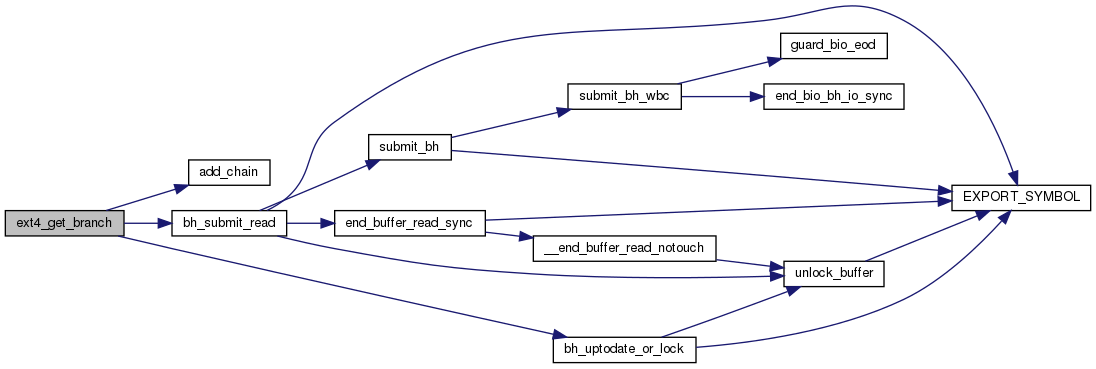 guard_bio_eod
submit_bh_wbc
end_bio_bh_io_sync
submit_bh
add_chain
EXPORT_SYMBOL
ext4_get_branch
bh_submit_read
end_buffer_read_sync
__end_buffer_read_notouch
unlock_buffer
bh_uptodate_or_lock